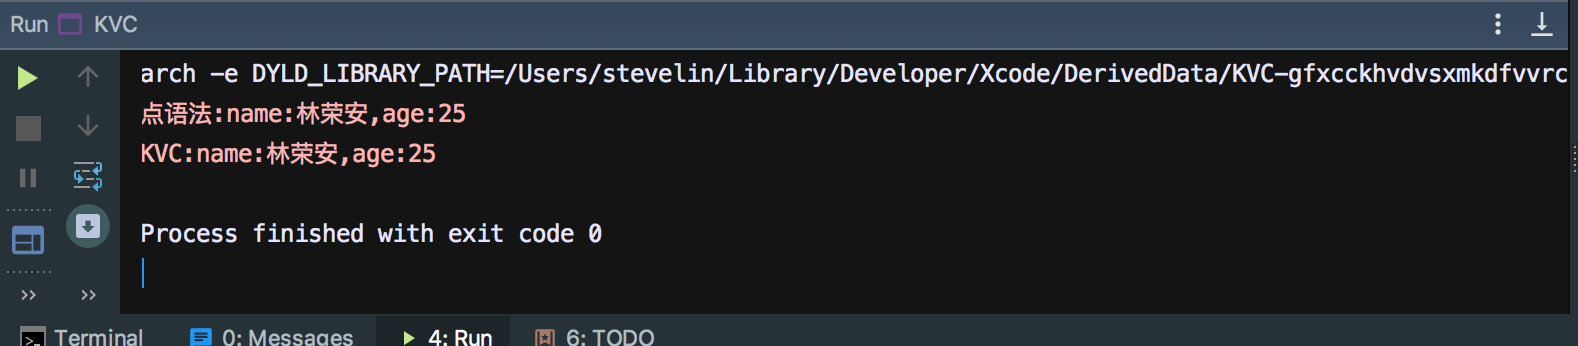 Run KVC
arch -e DYLD_LIBRARY_PATH=/Users/stevelin/Library/Developer/Xcode/DerivedData/KVC-gfxcckhvdvsxmkdfvvrc
点语法:name:林荣安,age:25
KVC:name:林荣安,age:25
Process finished with exit code 0
Terminal 0: Messages 4: Run 6: TODO